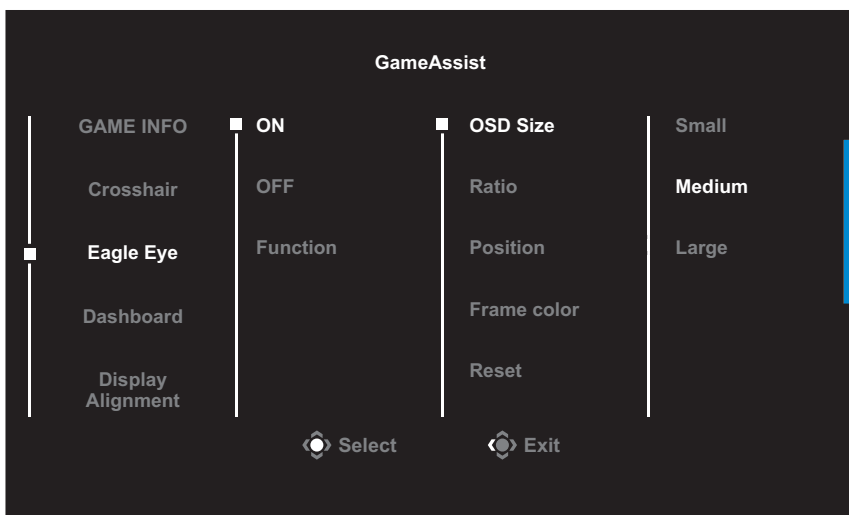 GameAssist
GAME INFO
ON
OSD Size
Small
Crosshair
OFF
Ratio
Medium
Eagle Eye
Function
Position
Large
Dashboard
Frame color
Display
Alignment
Reset
Select
Exit